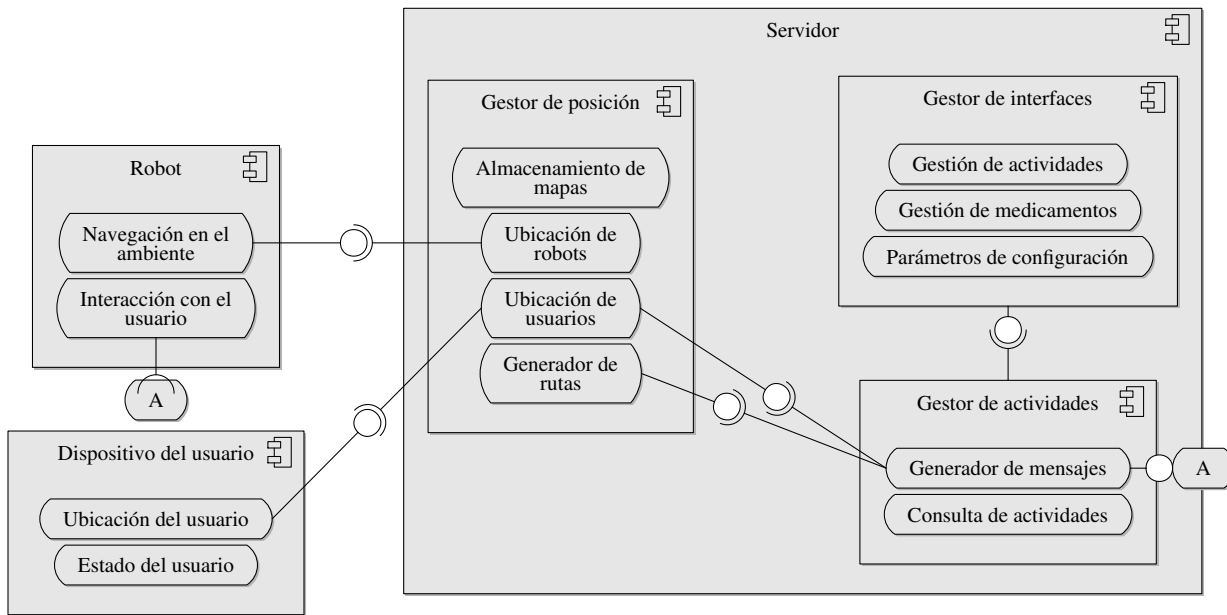 Servidor
Gestor de posición
Almacenamiento de
mapas
Ubicación de
robots
Ubicación de
usuarios
Generador de
rutas
Gestor de interfaces
Gestión de actividades
Gestión de medicamentos
Parámetros de configuración
Gestor de actividades
Generador de mensajes
Consulta de actividades
A
Robot
Navegación en el
ambiente
Interacción con el
usuario
A
Dispositivo del usuario
Ubicación del usuario
Estado del usuario